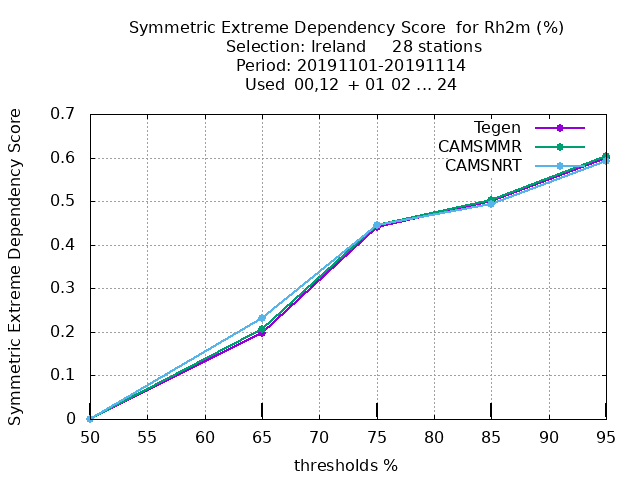 Symmetric Extreme Dependency Score  for Rh2m (%)
Selection: Ireland     28 stations
Period: 20191101-20191114
Used  00,12  + 01 02 ... 24
Symmetric Extreme Dependency Score
0.7
0.6
0.5
0.4
0.3
0.2
0.1
0
Tegen
CAMSMMR
CAMSNRT
50 55 60 65 70 75 80 85 90 95
thresholds %